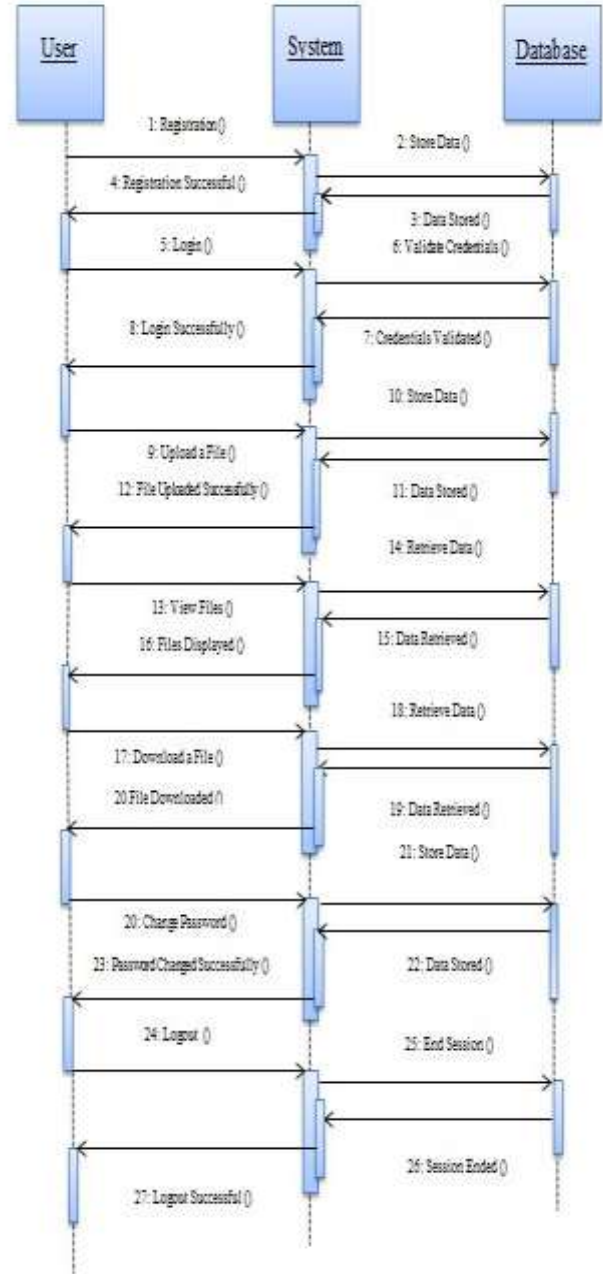 User
System
Database
1: Registration()
2: Store Data ()
4: Registration Successful ()
3: Data Stored ()
5: Login ()
6: Validate Credentials ()
8: Login Successfully ()
7: Credentials Validated ()
10: Store Data ()
9: Upload a File ()
12: File Uploaded Successfully ()
11: Data Stored ()
14: Retrieve Data ()
13: View Files ()
16: Files Displayed ()
15: Data Retrieved ()
18: Retrieve Data ()
17: Download a File ()
20.File Downloaded ()
19: Data Retrieved ()
21: Store Data ()
20: Change Password ()
23: Password Changed Successfully ()
22: Data Stored ()
24: Logout ()
25: End Session ()
26: Session Ended ()
27: Logout Successful ()